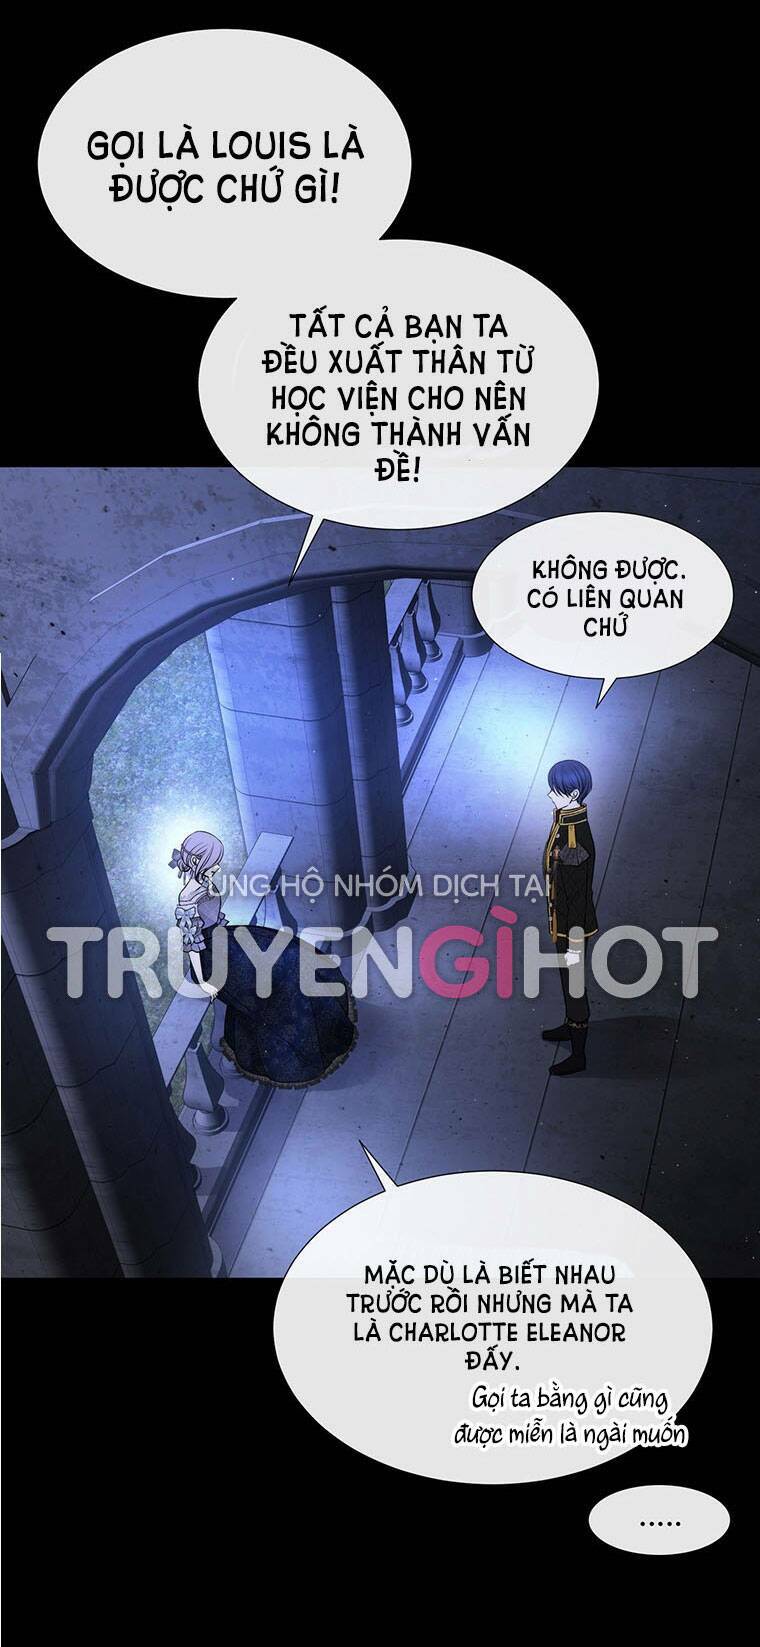 GỌI LÀ LOUIS LÀ
ĐƯỢC CHỨ GÌ!
TẤT CẢ BẠN TA
ĐỀU XUẤT THÂN TỪ
HỌC VIỆN CHO NÊN
KHÔNG THÀNH VẤN
ĐỀ!
KHÔNG ĐƯỢC.
CÓ LIÊN QUAN
CHỨ
ỦNG HỘ NHÓM DỊCH TẠI
TRUYENGIHOT
MẶC DÙ LÀ BIẾT NHAU
TRƯỚC RỒI NHƯNG MÀ TA
LÀ CHARLOTTE ELEANOR
ĐẤY.
Gọi ta bằng gì cũng
được miễn là ngài muốn
.....